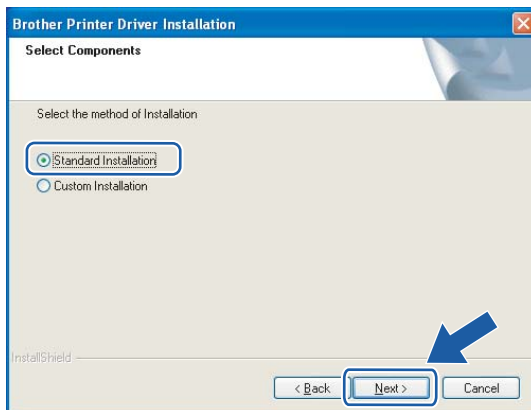 Brother Printer Driver Installation
Select Components
Select the method of Installation
Standard Installation
Custom Installation
InstallShield
< Back Next > Cancel